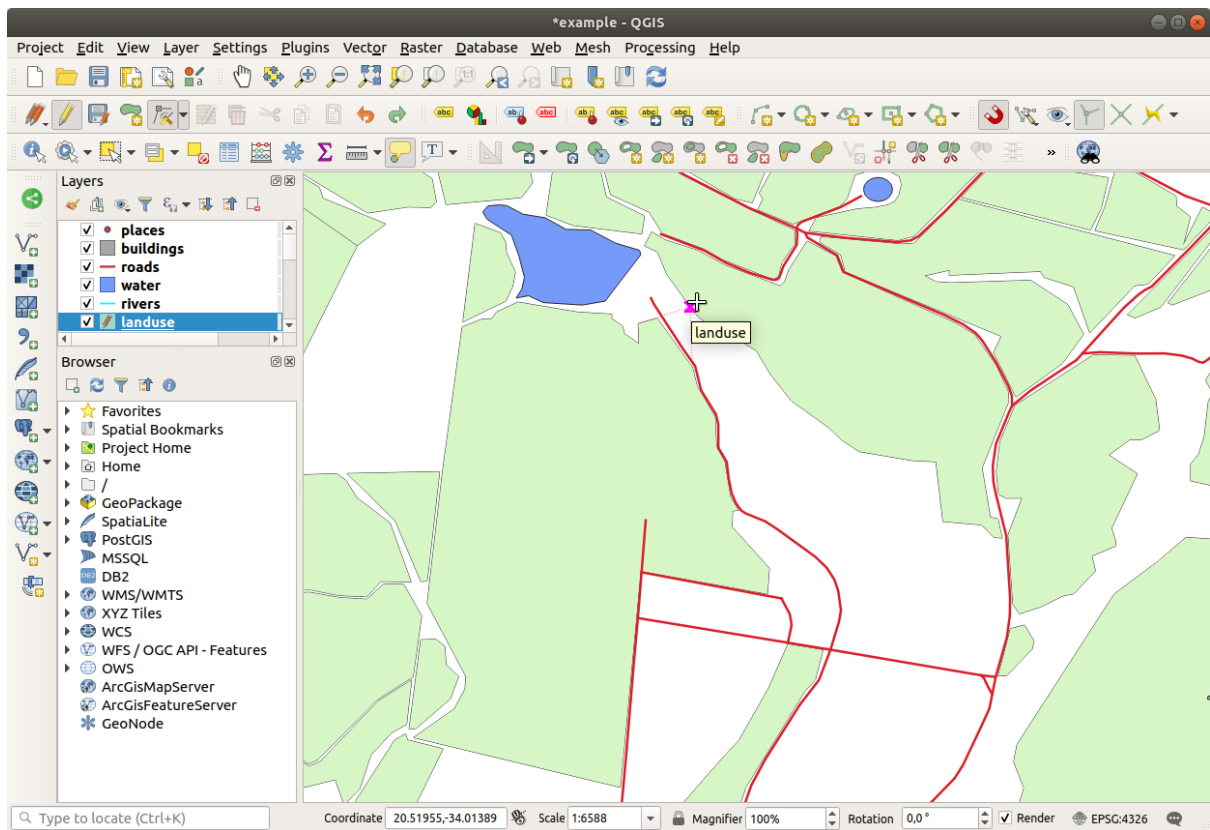 *example - QGIS
Project Edit View Layer Settings Plugins Vector Raster Database Web Mesh Processing Help
Layers
places
buildings
roads
water
rivers
landuse
Browser
Favorites
Spatial Bookmarks
Project Home
Home
/
GeoPackage
SpatiaLite
PostGIS
MSSQL
DB2
WMS/WMTS
XYZ Tiles
WCS
WFS / OGC API - Features
OWS
ArcGisMapServer
ArcGisFeatureServer
GeoNode
landuse
Type to locate (Ctrl+K) Coordinate 20.51955,-34.01389 Scale 1:6588 Magnifier 100% Rotation 0,0 ° Render EPSG:4326